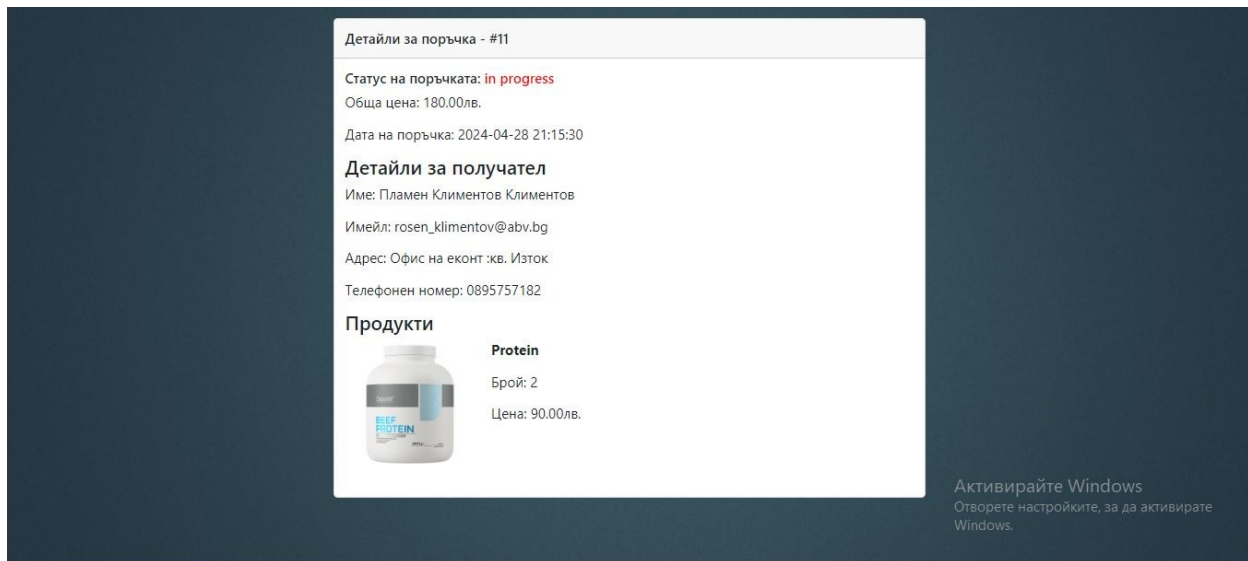 Детайли за поръчка - #11
Статус на поръчката: in progress
Обща цена: 180.00лв.
Дата на поръчка: 2024-04-28 21:15:30
Детайли за получател
Име: Пламен Климентов Климентов
Имейл: rosen_klimentov@abv.bg
Адрес: Офис на еконт :кв. Изток
Телефонен номер: 0895757182
Продукти
Protein
Брой: 2
Цена: 90.00лв.
BEEF
PROTEIN
Активирайте Windows
Отворете настройките, за да активирате
Windows.